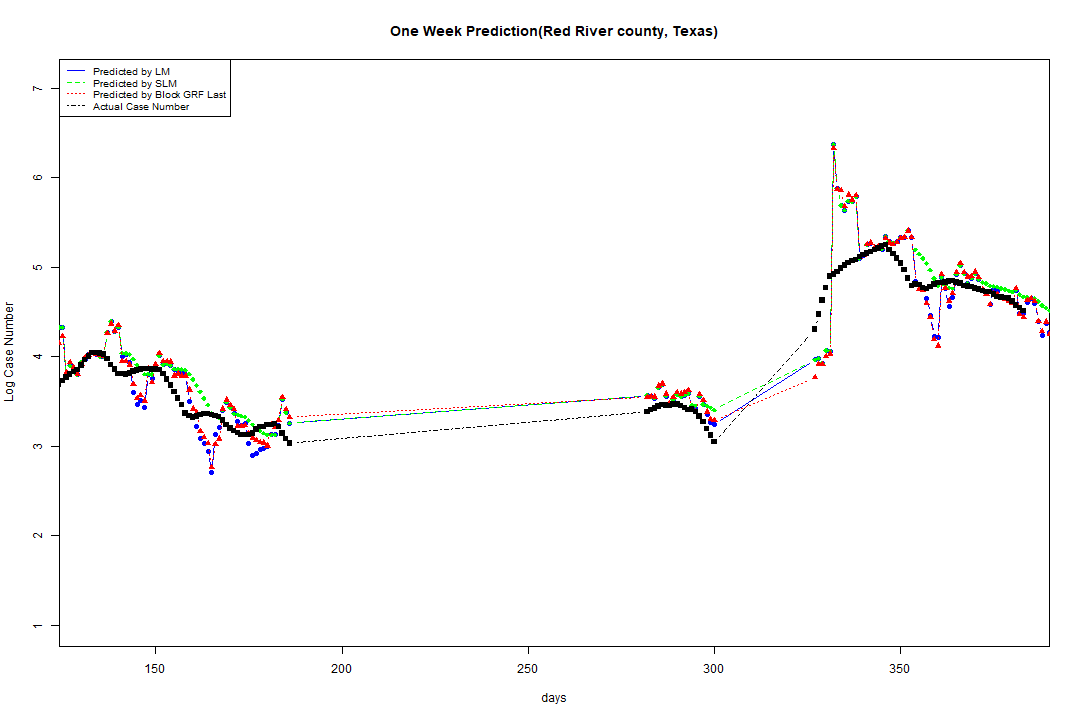 One Week Prediction(Red River county, Texas)
Predicted by LM
Predicted by SLM
Predicted by Block GRF Last
Actual Case Number
7
6
5
4
3
2
1
Log Case Number
150 200 250 300 350
days